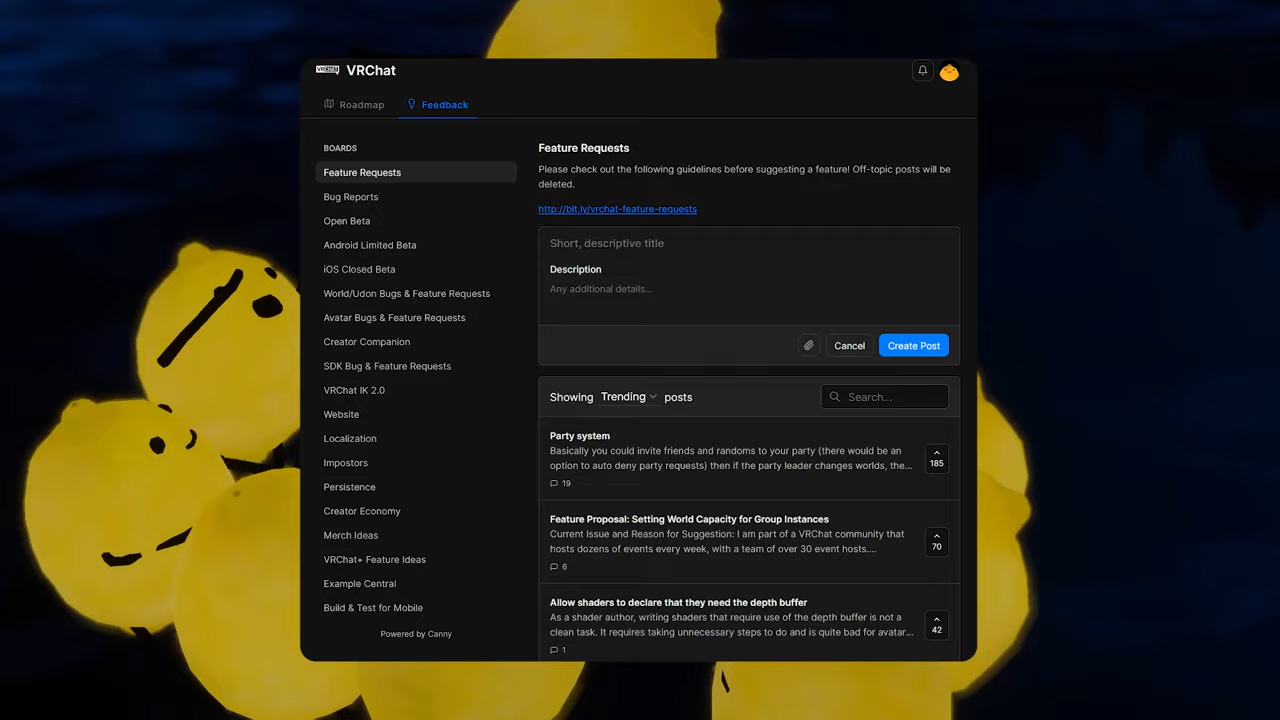 VRCHAT VRChat
Roadmap Feedback
BOARDS
Feature Requests
Bug Reports
Open Beta
Android Limited Beta
iOS Closed Beta
World/Udon Bugs & Feature Requests
Avatar Bugs & Feature Requests
Creator Companion
SDK Bug & Feature Requests
VRChat IK 2.0
Website
Localization
Impostors
Persistence
Creator Economy
Merch Ideas
VRChat+ Feature Ideas
Example Central
Build & Test for Mobile
Powered by Canny
Feature Requests
Please check out the following guidelines before suggesting a feature! Off-topic posts will be
deleted.
http://bit.ly/vrchat-feature-requests
Short, descriptive title
Description
Any additional details...
Cancel Create Post
Showing Trending posts Search...
Party system
Basically you could invite friends and randoms to your party (there would be an
option to auto deny party requests) then if the party leader changes worlds, the...
185
19
Feature Proposal: Setting World Capacity for Group Instances
Current Issue and Reason for Suggestion: I am part of a VRChat community that
hosts dozens of events every week, with a team of over 30 event hosts....
70
6
Allow shaders to declare that they need the depth buffer
As a shader author, writing shaders that require use of the depth buffer is not a
clean task. It requires taking unnecessary steps to do and is quite bad for avatar...
42
1